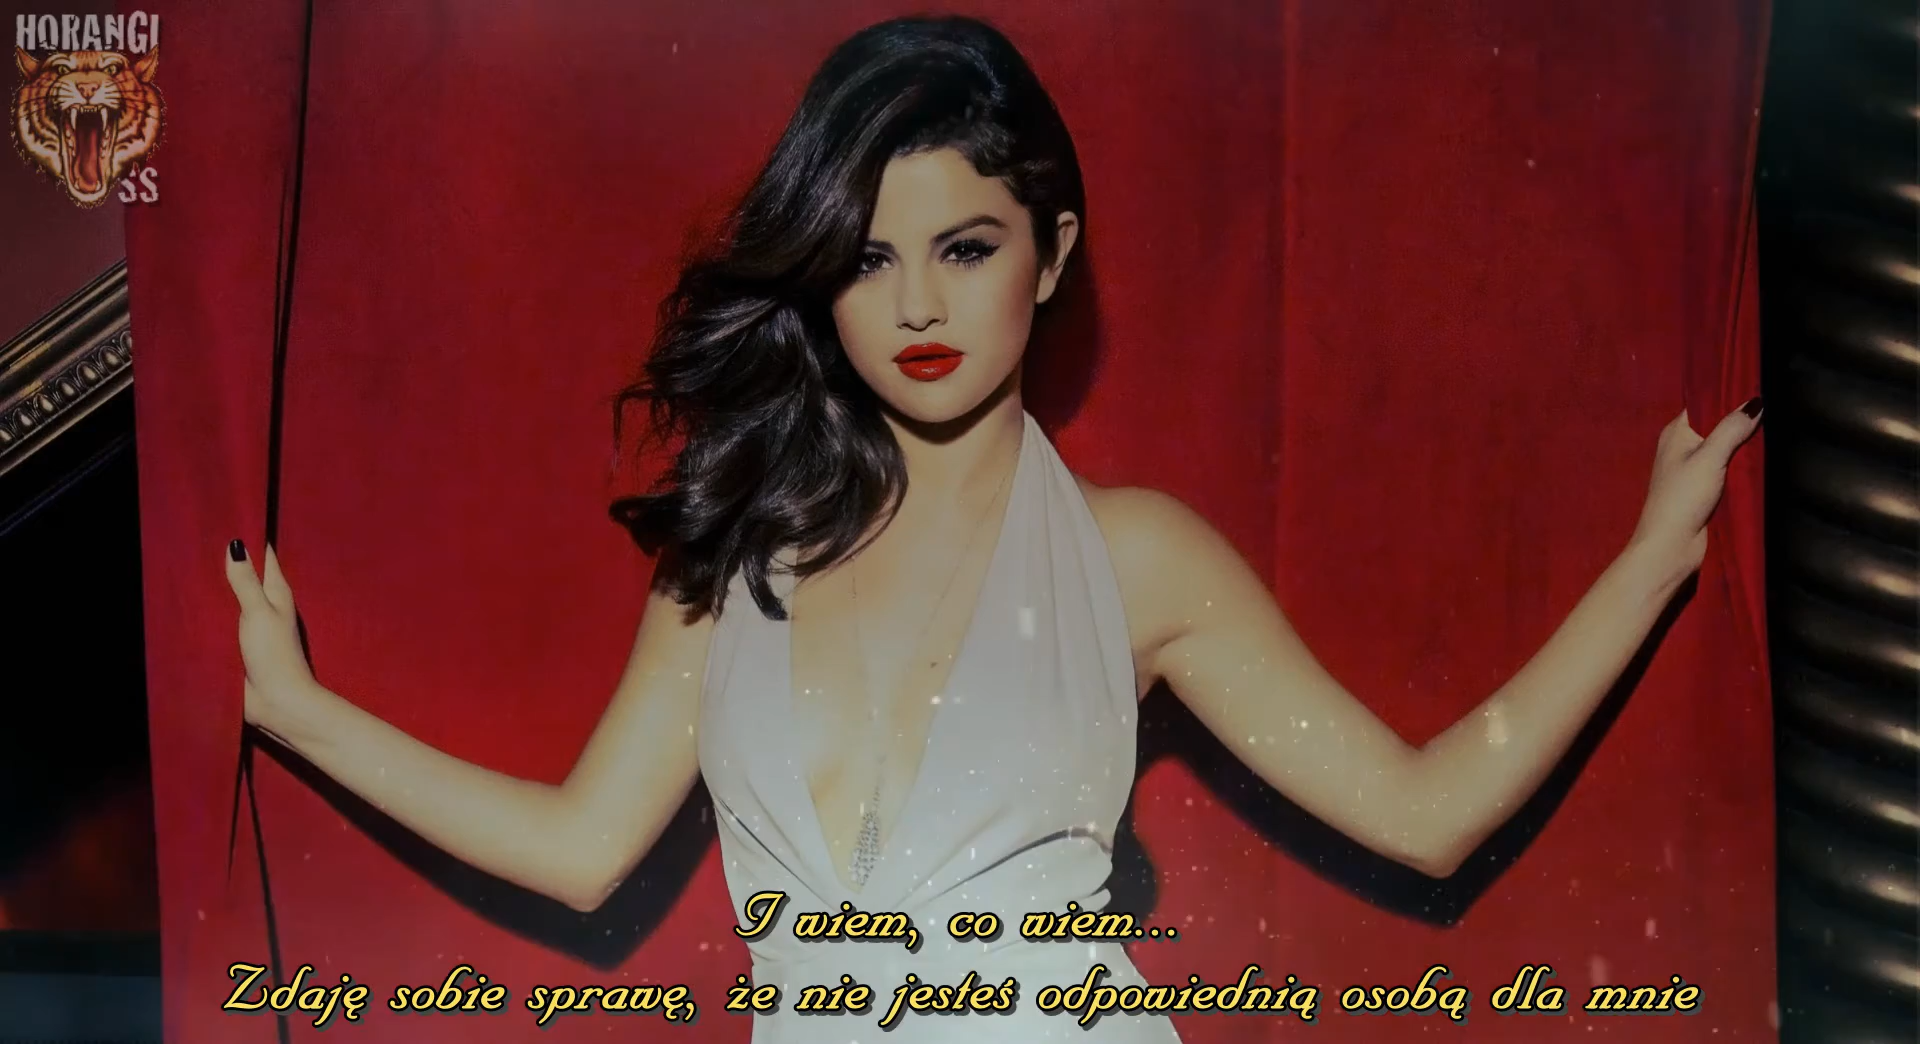 HORANGI
SS
I wiem, co wiem...
Zdaję sobie sprawę, że nie jesteś odpowiednią osobą dla mnie